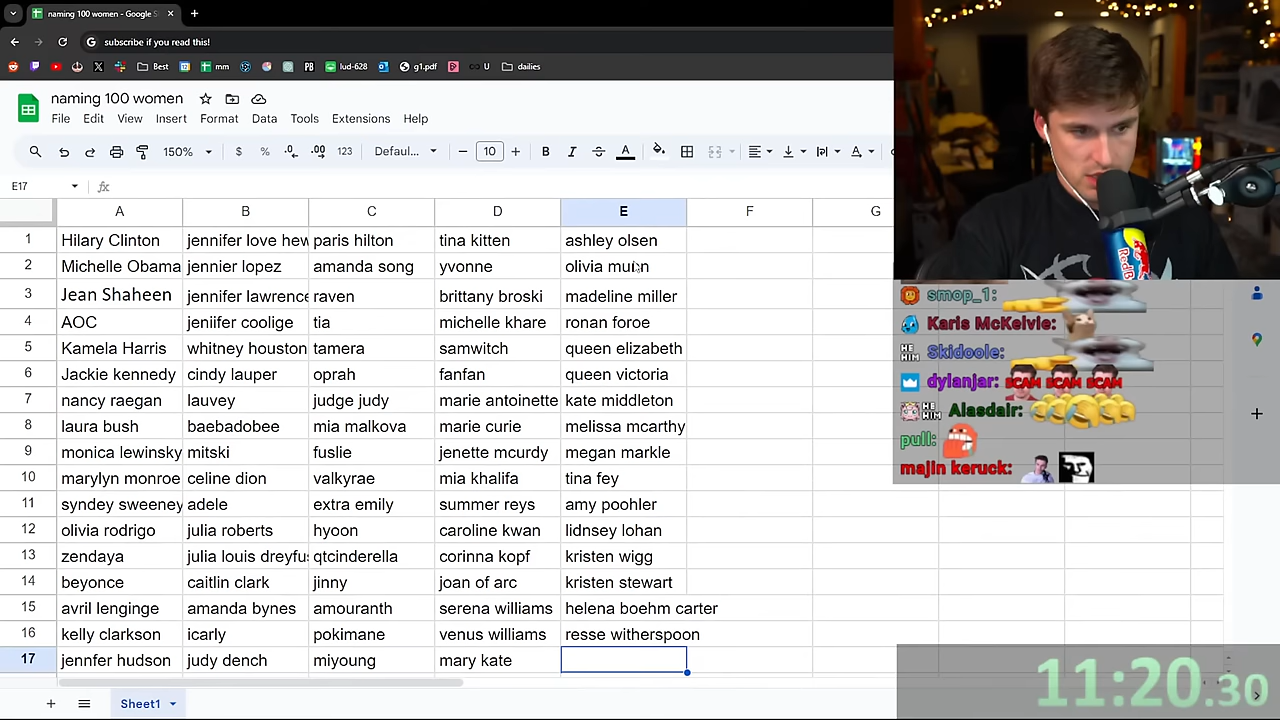 naming 100 women - Google S
subscribe if you read this!
Best
mm
PB
lud-628
g1.pdf
U
dailies
naming 100 women
File Edit View Insert Format Data Tools Extensions Help
150% $ % .0 .00 123 Defaul... 10 B I A
E17 fx
A B C D E F G
1 Hilary Clinton jennifer love hew paris hilton tina kitten ashley olsen
2 Michelle Obama jennier lopez amanda song yvonne olivia munn
3 Jean Shaheen jennifer lawrence raven brittany broski madeline miller
4 AOC jeniifer coolige tia michelle khare ronan foroe
5 Kamela Harris whitney houston tamera samwitch queen elizabeth
6 Jackie kennedy cindy lauper oprah fanfan queen victoria
7 nancy raegan lauvey judge judy marie antoinette kate middleton
8 laura bush baebadobee mia malkova marie curie melissa mcarthy
9 monica lewinsky mitski fuslie jenette mcurdy megan markle
10 marylyn monroe celing dion valkyrae mia khalifa tina fey
11 syndey sweeney adele extra emily summer reys amy poohler
12 olivia rodrigo julia roberts hyoon caroline kwan lidnsey lohan
13 zendaya julia louis dreyfu qtcinderella corinna kopf kristen wigg
14 beyonce caitlin clark jinny joan of arc kristen stewart
15 avril lenginge amanda bynes amouranth serena williams helena boehm carter
16 kelly clarkson icarly pokimane venus williams resse witherspoon
17 jennfer hudson judy dench miyoung mary kate
Sheet1
smop_1:
Karis McKelvie:
HE HIM Skidoole:
dylanjar: SCAM SCAM SCAM
HE HIM Alasdair:
pull:
majin keruck:
11:20.30